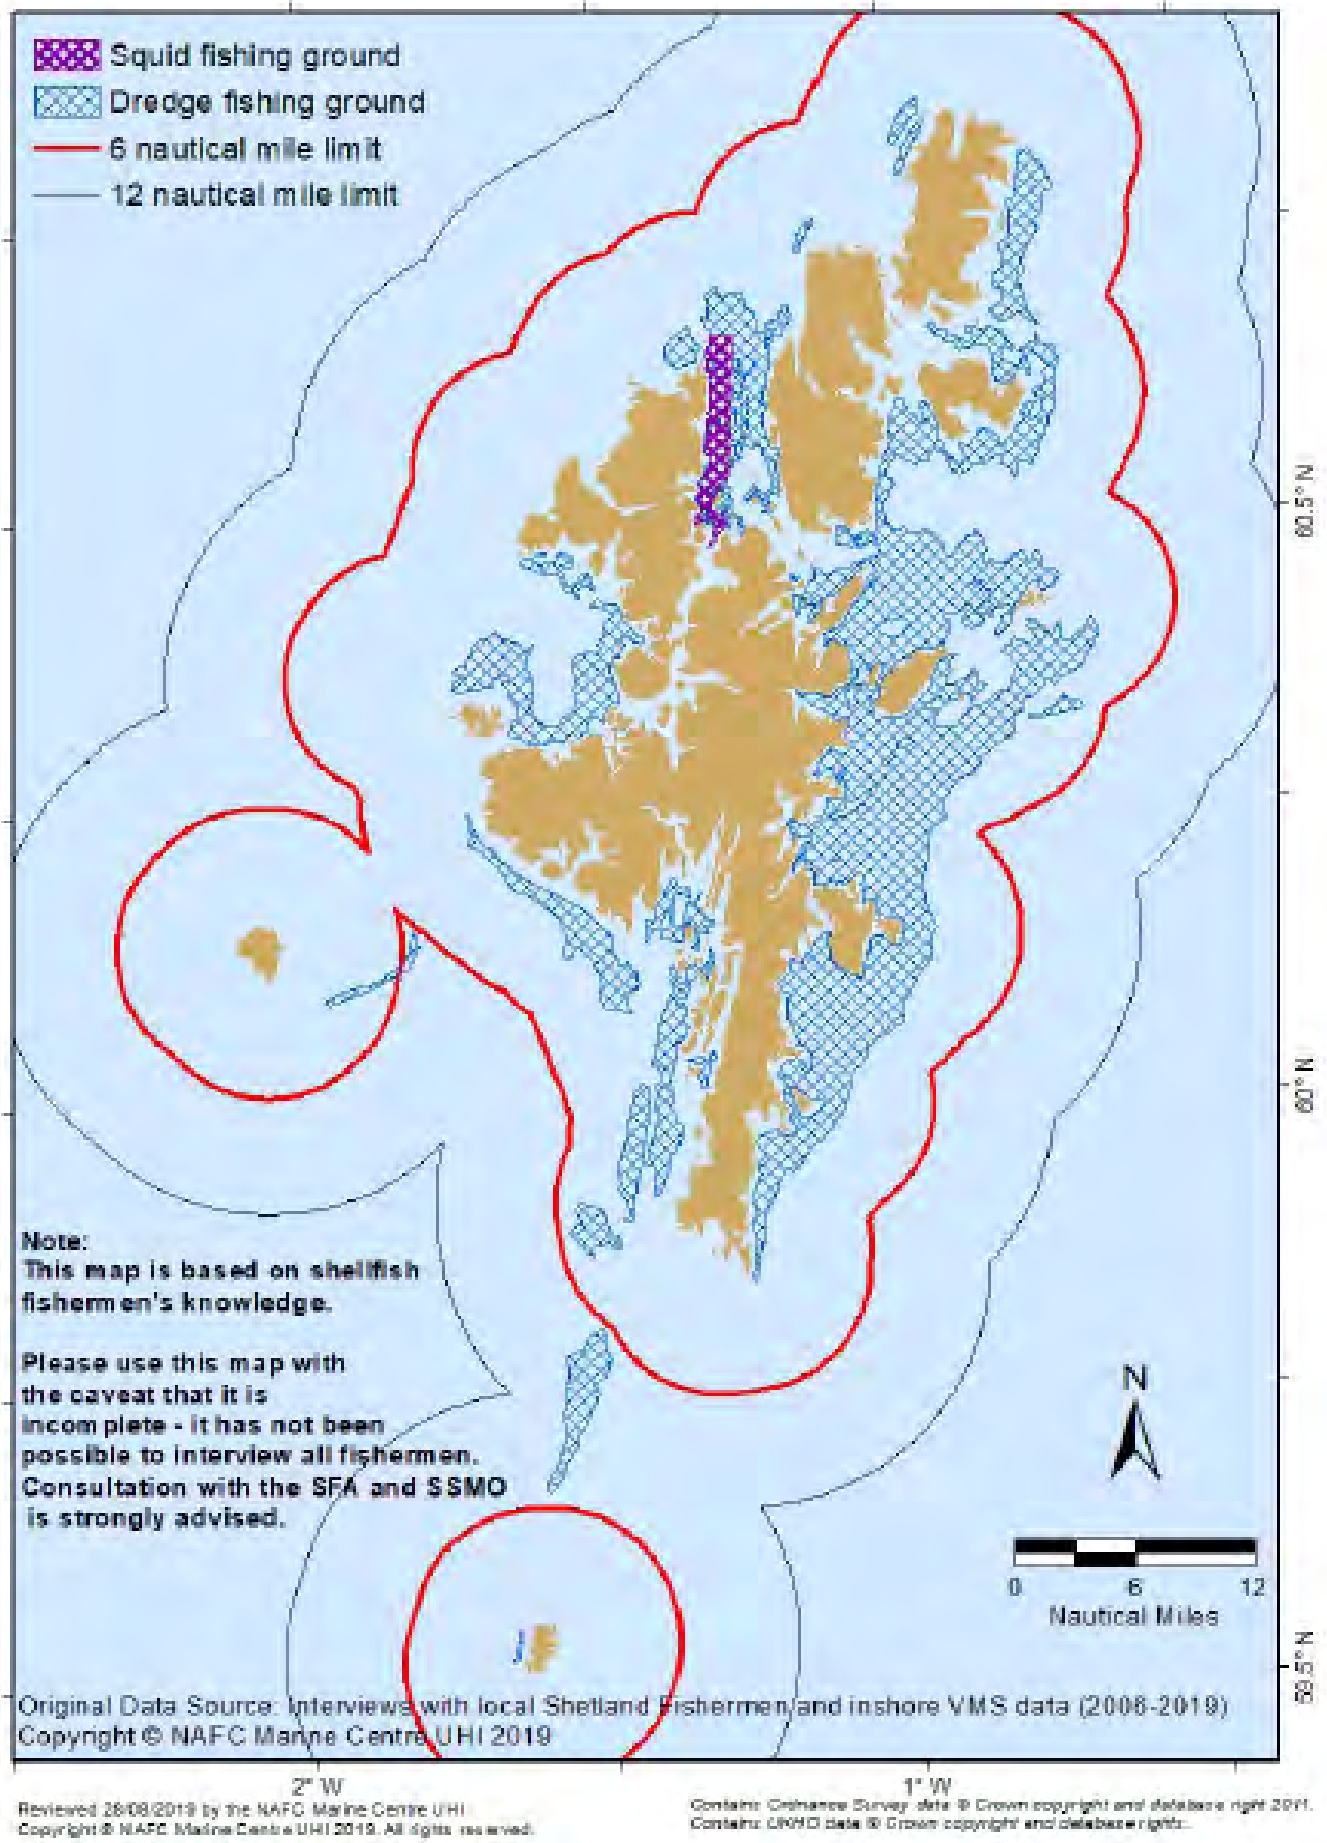 Squid fishing ground
Dredge fishing ground
6 nautical mile limit
12 nautical mile limit
60.5° N
60° N
59.5° N
Note:
This map is based on shellfish
fishermen's knowledge.
Please use this map with
the caveat that it is
incomplete - it has not been
possible to interview all fishermen.
Consultation with the SFA and SSMO
is strongly advised.
N
0 6 12
Nautical Miles
Original Data Source: Interviews with local Shetland Fishermen and inshore VMS data (2006-2019)
Copyright © NAFC Marine Centre UHI 2019
2° W
1° W
Reviewed 28/08/2019 by the NAFC Marine Centre UHI
Copyright © NAFC Marine Centre UHI 2019. All rights reserved.
Contains Ordnance Survey data © Crown copyright and database right 2011.
Contains UKHO data © Crown copyright and database rights.